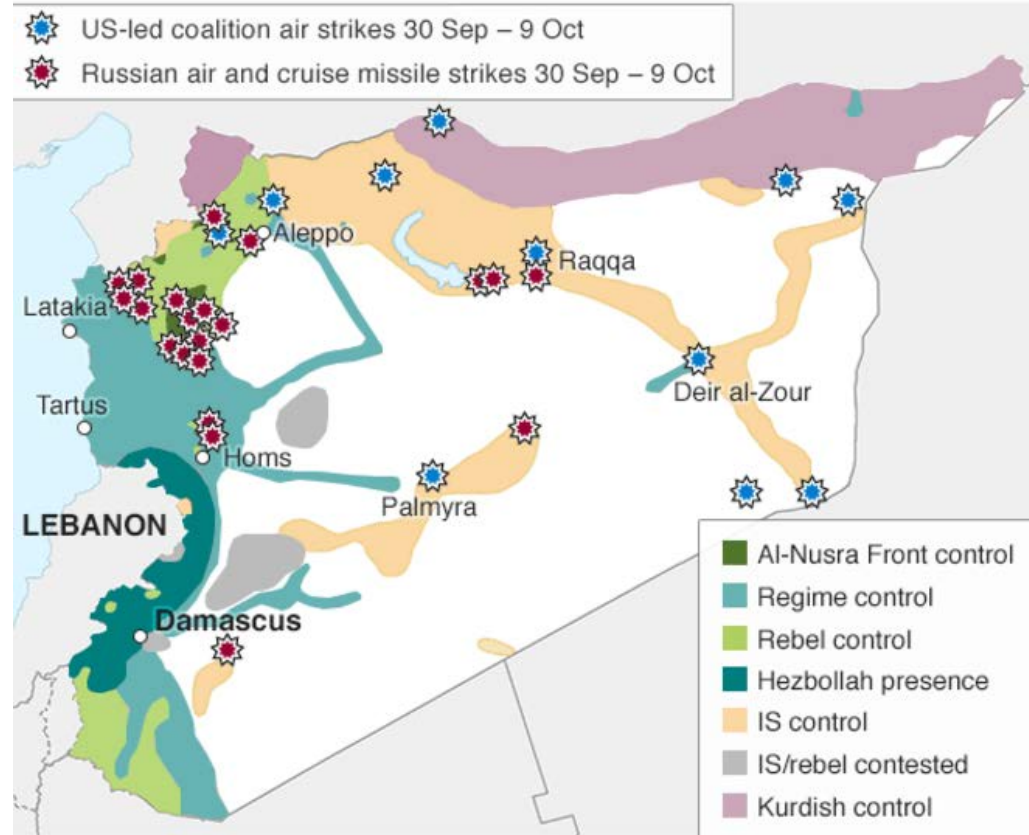 US-led coalition air strikes 30 Sep – 9 Oct
Russian air and cruise missile strikes 30 Sep – 9 Oct
Aleppo
Raqqa
Latakia
Deir al-Zour
Tartus
Homs
Palmyra
LEBANON
Damascus
Al-Nusra Front control
Regime control
Rebel control
Hezbollah presence
IS control
IS/rebel contested
Kurdish control